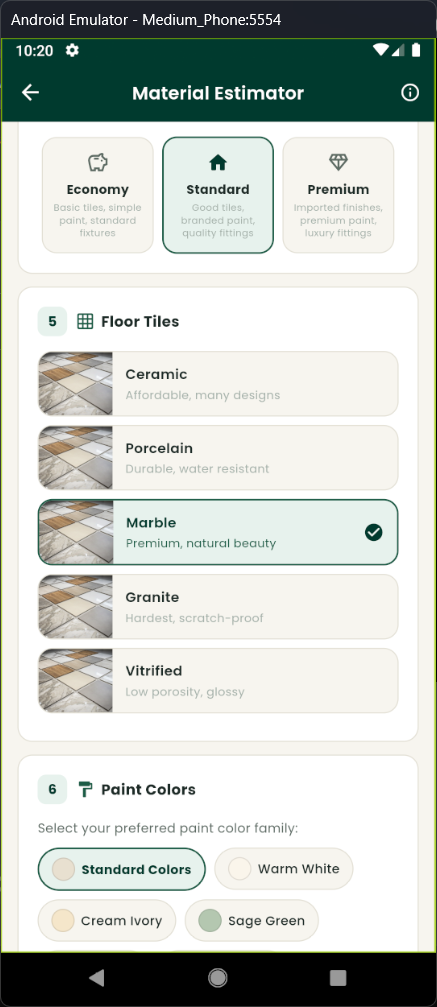 Android Emulator - Medium_Phone:5554
10:20
Material Estimator
Economy
Basic tiles, simple
paint, standard
fixtures
Standard
Good tiles,
branded paint,
quality fittings
Premium
Imported finishes,
premium paint,
luxury fittings
5 Floor Tiles
Ceramic
Affordable, many designs
Porcelain
Durable, water resistant
Marble
Premium, natural beauty
Granite
Hardest, scratch-proof
Vitrified
Low porosity, glossy
6 Paint Colors
Select your preferred paint color family:
Standard Colors
Warm White
Cream Ivory
Sage Green